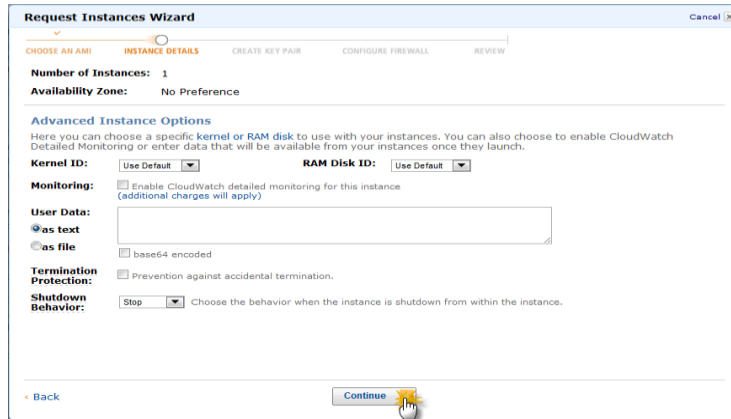 Request Instances Wizard
Cancel
CHOOSE AN AMI INSTANCE DETAILS CREATE KEY PAIR CONFIGURE FIREWALL REVIEW
Number of Instances: 1
Availability Zone: No Preference
Advanced Instance Options
Here you can choose a specific kernel or RAM disk to use with your instances. You can also choose to enable CloudWatch
Detailed Monitoring or enter data that will be available from your instances once they launch.
Kernel ID: Use Default RAM Disk ID: Use Default
Monitoring: Enable CloudWatch detailed monitoring for this instance
(additional charges will apply)
User Data:
as text
as file
base64 encoded
Termination
Protection: Prevention against accidental termination.
Shutdown
Behavior: Stop Choose the behavior when the instance is shutdown from within the instance.
Back
Continue